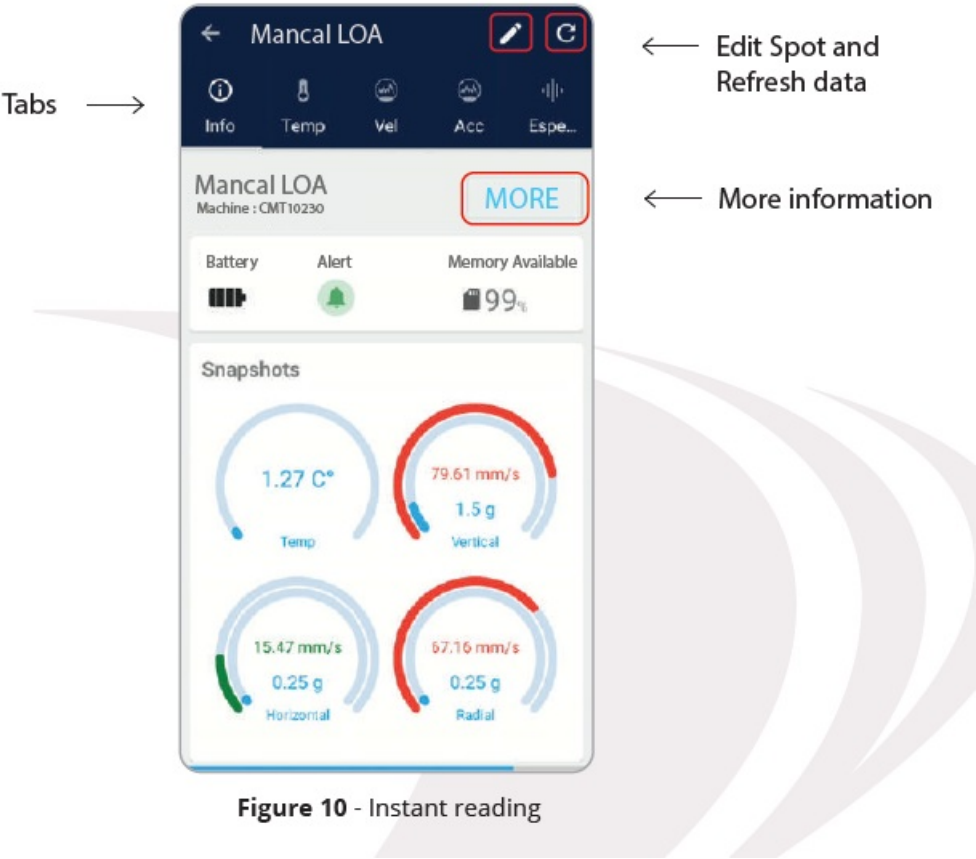 Mancal LOA
Edit Spot and
Refresh data
Tabs
Info Temp Vel Acc Espe...
Mancal LOA
Machine : CMT10230
MORE
More information
Battery Alert Memory Available
99%
Snapshots
1.27 C°
Temp
79.61 mm/s
1.5 g
Vertical
15.47 mm/s
0.25 g
Horizontal
67.16 mm/s
0.25 g
Radial
Figure 10 - Instant reading